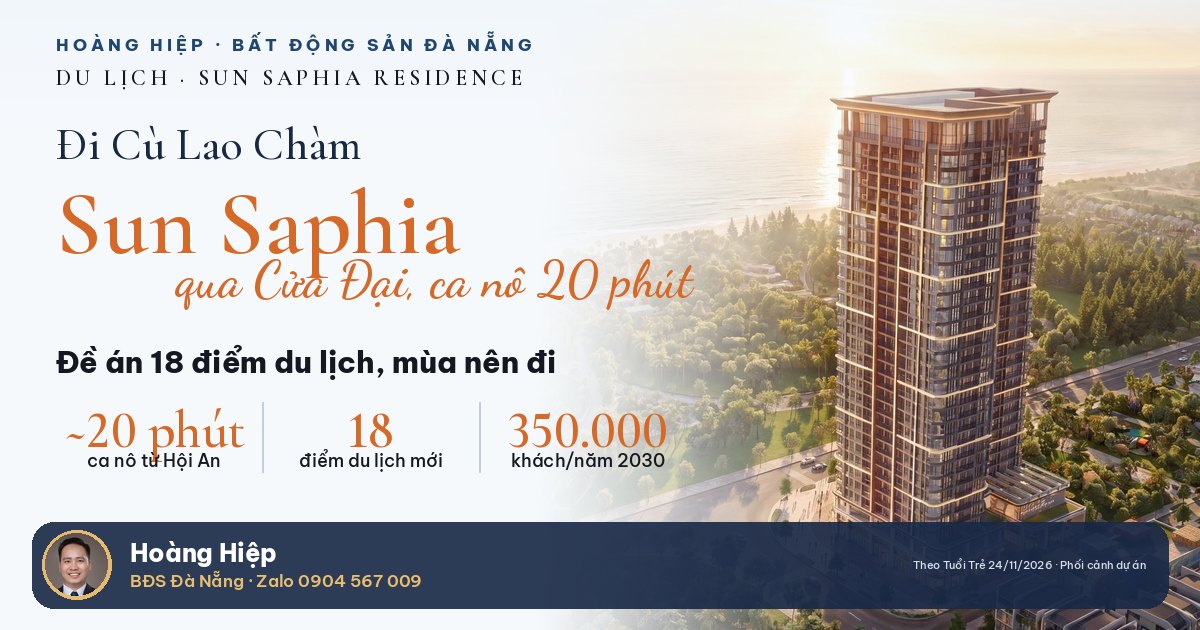 HOÀNG HIỆP · BẤT ĐỘNG SẢN ĐÀ NẴNG
DU LỊCH · SUN SAPHIA RESIDENCE
Đi Cù Lao Chàm
Sun Saphia
qua Cửa Đại, ca nô 20 phút
Đề án 18 điểm du lịch, mùa nên đi
~20 phút
ca nô từ Hội An
18
điểm du lịch mới
350.000
khách/năm 2030
Hoàng Hiệp
BĐS Đà Nẵng · Zalo 0904 567 009
Theo Tuổi Trẻ 24/11/2026 · Phối cảnh dự án